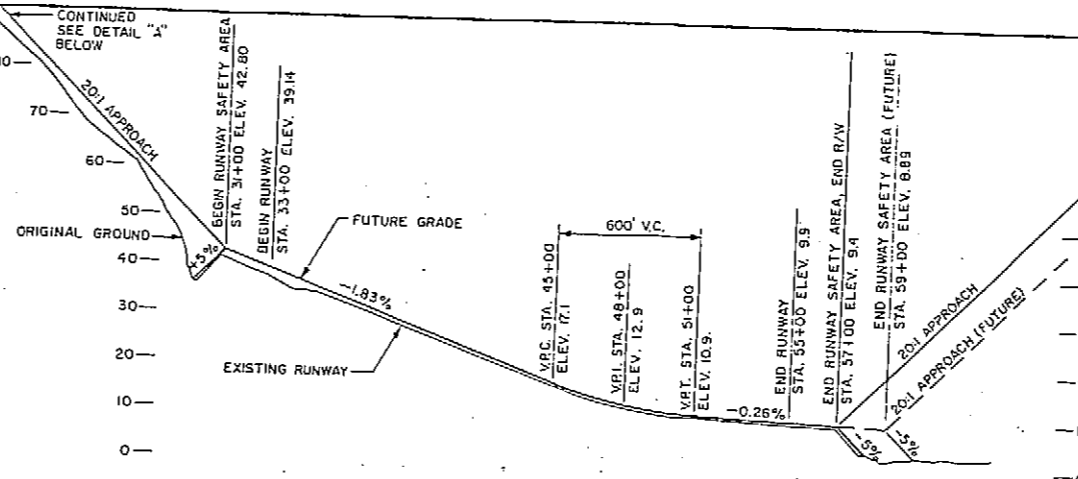 CONTINUED
SEE DETAIL "A"
BELOW
70
60
50
40
30
20
10
0
20:1 APPROACH
ORIGINAL GROUND
+5%
BEGIN RUNWAY SAFETY AREA
STA. 31+00 ELEV. 42.80
BEGIN RUNWAY
STA. 33+00 ELEV. 39.14
FUTURE GRADE
-1.83%
EXISTING RUNWAY
600' V.C.
V.P.C. STA. 45+00
ELEV. 17.1
V.P.I. STA. 48+00
ELEV. 12.9
V.P.T. STA. 51+00
ELEV. 10.9.
-0.26%
END RUNWAY
STA. 55+00 ELEV. 9.9
END RUNWAY SAFETY AREA, END R/W
STA. 57+00 ELEV. 9.4
END RUNWAY SAFETY AREA (FUTURE)
STA. 59+00 ELEV. 8.89
20:1 APPROACH
20:1 APPROACH (FUTURE)
-5%
-5%